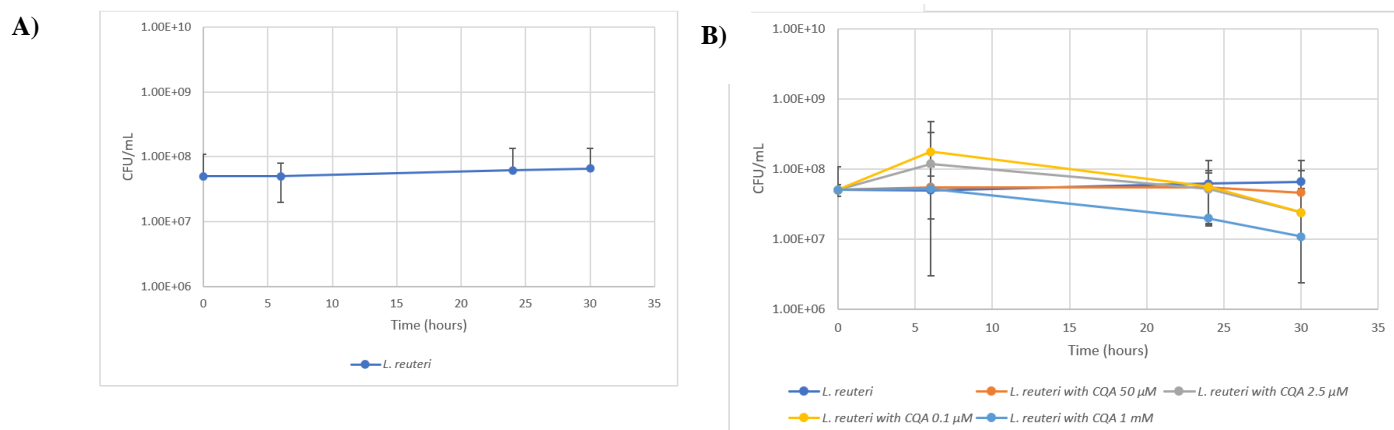 A)
1.00E+10
1.00E+09
1.00E+08
1.00E+07
1.00E+06
CFU/mL
0 5 10 15 20 25 30 35
Time (hours)
L. reuteri
B)
1.00E+10
1.00E+09
1.00E+08
1.00E+07
1.00E+06
CFU/mL
0 5 10 15 20 25 30 35
Time (hours)
L. reuteri L. reuteri with CQA 50 µM L. reuteri with CQA 2.5 µM
L. reuteri with CQA 0.1 µM L. reuteri with CQA 1 mM